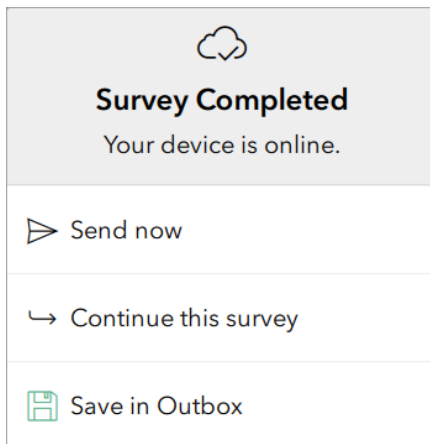 Survey Completed
Your device is online.
Send now
Continue this survey
Save in Outbox